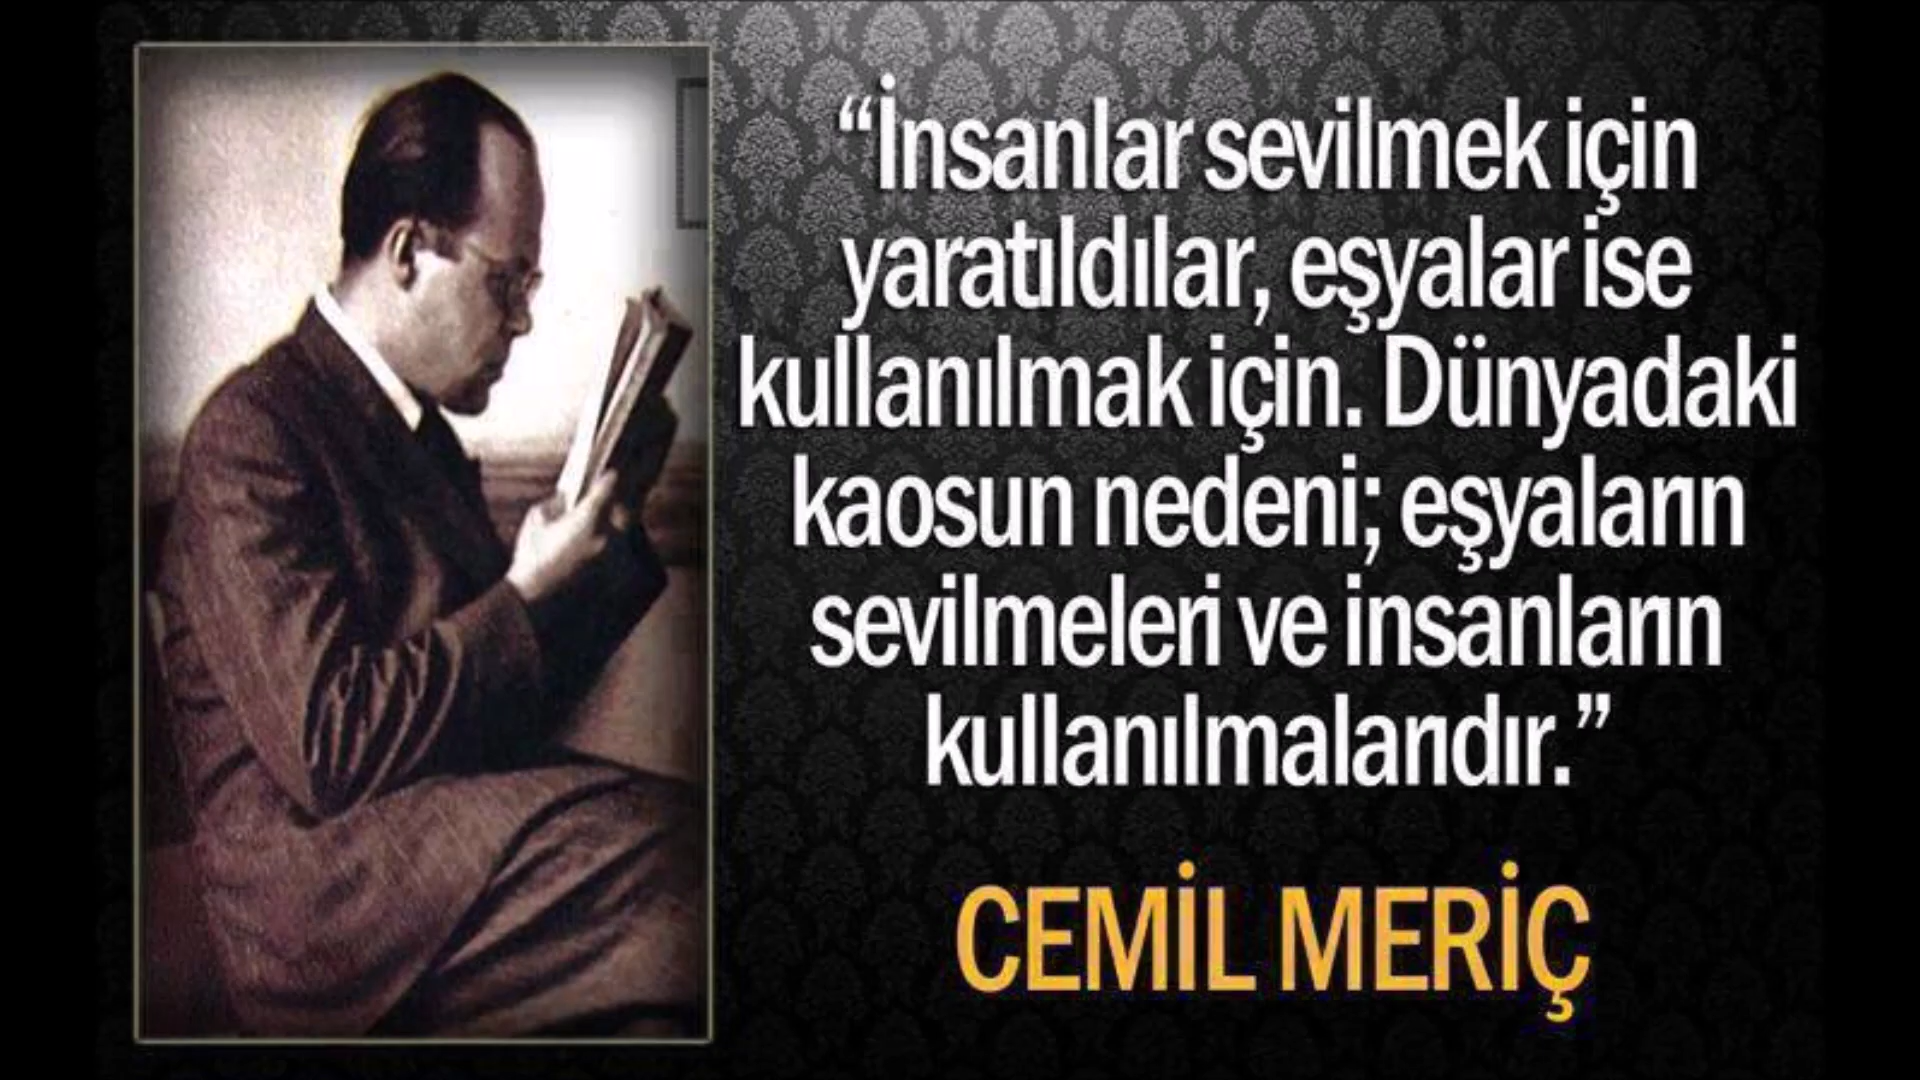 “İnsanlar sevilmek için
yaratıldılar, eşyalar ise
kullanılmak için. Dünyadaki
kaosun nedeni; eşyaların
sevilmeleri ve insanların
kullanılmalarıdır.”
CEMİL MERİÇ